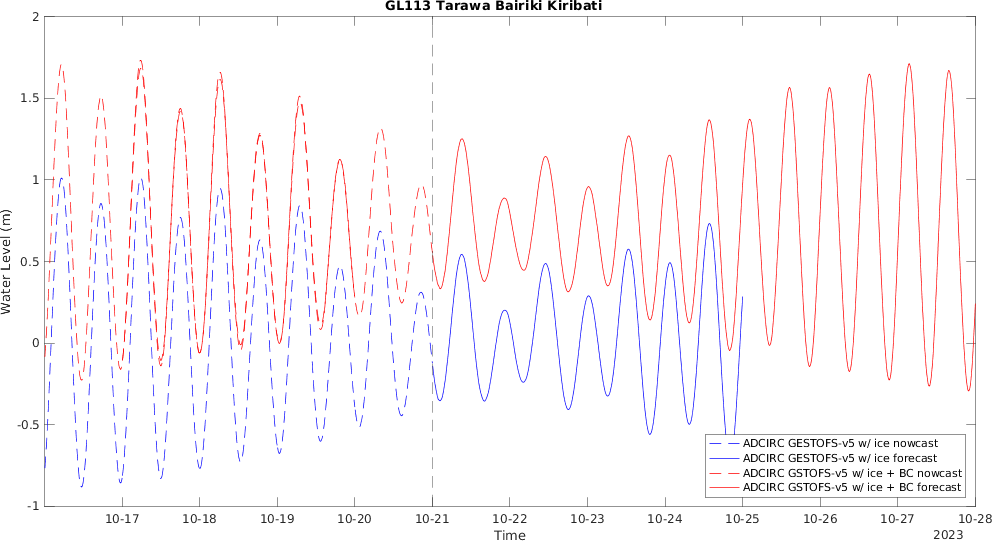 GL113 Tarawa Bairiki Kiribati
2
1.5
1
0.5
0
-0.5
-1
Water Level (m)
ADCIRC GESTOFS-v5 w/ ice nowcast
ADCIRC GESTOFS-v5 w/ ice forecast
ADCIRC GSTOFS-v5 w/ ice + BC nowcast
ADCIRC GSTOFS-v5 w/ ice + BC forecast
10-17 10-18 10-19 10-20 10-21 10-22 10-23 10-24 10-25 10-26 10-27 10-28
Time
2023